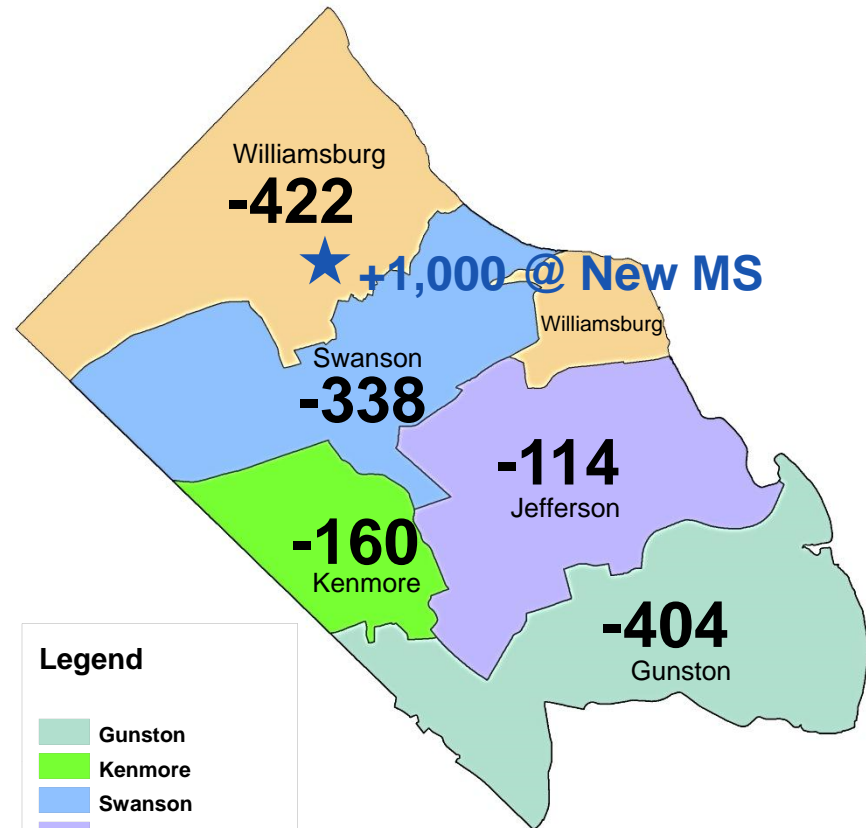 Williamsburg
-422
+1,000 @ New MS
Williamsburg
Swanson
-338
-114
Jefferson
-160
Kenmore
-404
Gunston
Legend
Gunston
Kenmore
Swanson